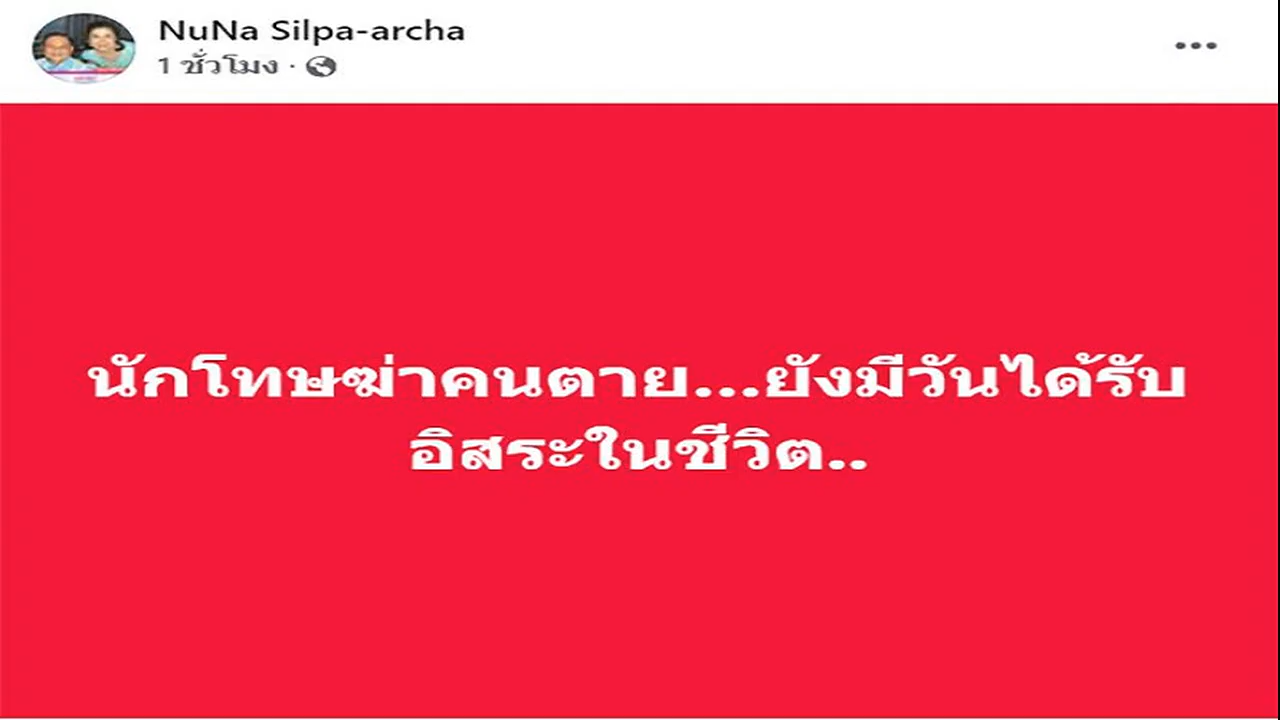 NuNa Silpa-archa
1 ชั่วโมง ·
นักโทษฆ่าคนตาย...ยังมีวันได้รับ
อิสระในชีวิต..